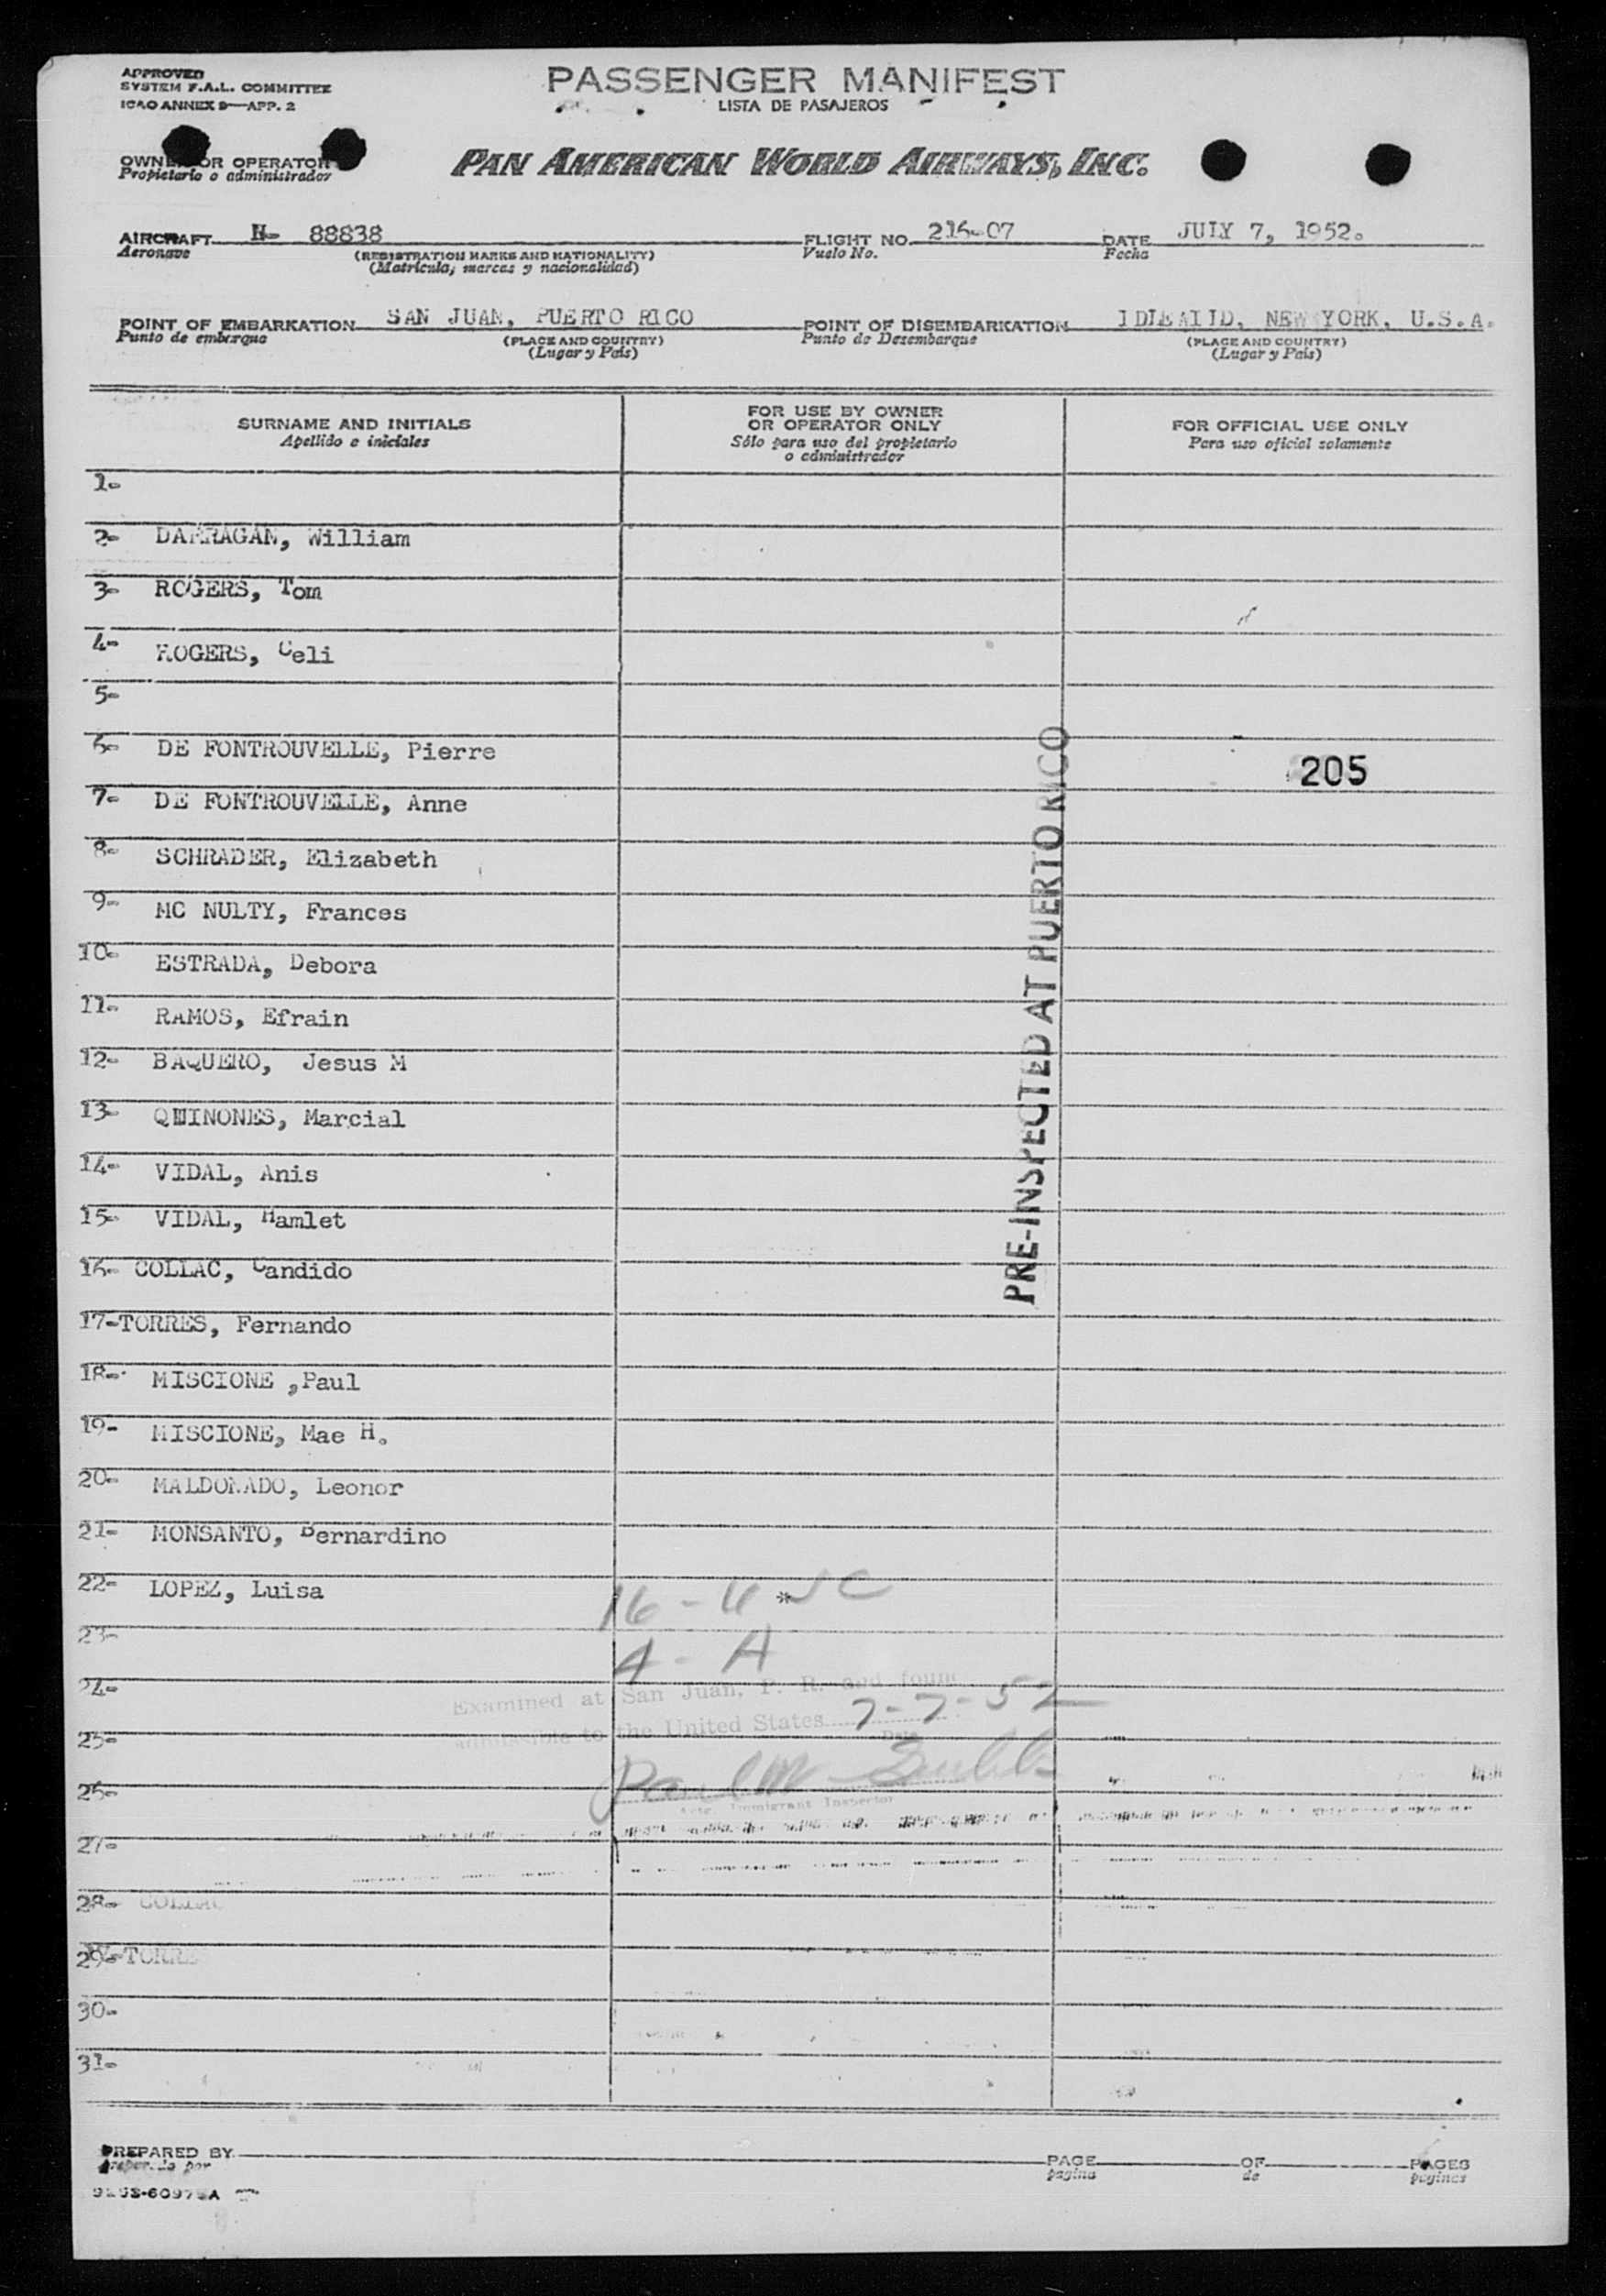 APPROVED
SYSTEM F.A.L. COMMITTEE
ICAO ANNEX 9—APP. 2
PASSENGER MANIFEST
LISTA DE PASAJEROS
OWNER OR OPERATOR
Propietario o administrador
PAN AMERICAN WORLD AIRWAYS, INC.
AIRCRAFT N- 88838 FLIGHT NO. 216-07 DATE JULY 7, 1952.
Aeronave (REGISTRATION MARKS AND NATIONALITY) Vuelo No. Fecha
(Matrícula, marcas y nacionalidad)
POINT OF EMBARKATION SAN JUAN, PUERTO RICO POINT OF DISEMBARKATION IDLEWILD, NEW YORK, U.S.A.
Punto de embarque (PLACE AND COUNTRY) Punto de Desembarque (PLACE AND COUNTRY)
(Lugar y País) (Lugar y País)
SURNAME AND INITIALS
Apellido e iniciales
FOR USE BY OWNER
OR OPERATOR ONLY
Sólo para uso del propietario
o administrador
FOR OFFICIAL USE ONLY
Para uso oficial solamente
1-
2- DARRAGAN, William
3- ROGERS, Tom
4- ROGERS, Celi
5-
6- DE FONTROUVELLE, Pierre
205
7- DE FONTROUVELLE, Anne
8- SCHRADER, Elizabeth
9- MC NULTY, Frances
10- ESTRADA, Debora
11- RAMOS, Efrain
12- BAQUERO, Jesus M
13- QUINONES, Marcial
14- VIDAL, Anis
15- VIDAL, Hamlet
16- COLLAC, Candido
17-TORRES, Fernando
18- MISCIONE ,Paul
19- MISCIONE, Mae H.
20- MALDONADO, Leonor
21- MONSANTO, Bernardino
22- LOPEZ, Luisa
PRE-INSPECTED AT PUERTO RICO
16 -
23-
4 - A
24-
Examined at San Juan, P. R. and found
admissible to the United States 7-7-52
Date
25-
26-
Immigrant Inspector
27-
28- COLLAC
29-TORRE
30-
31-
PREPARED BY PAGE OF PAGES
Preparado por página de páginas